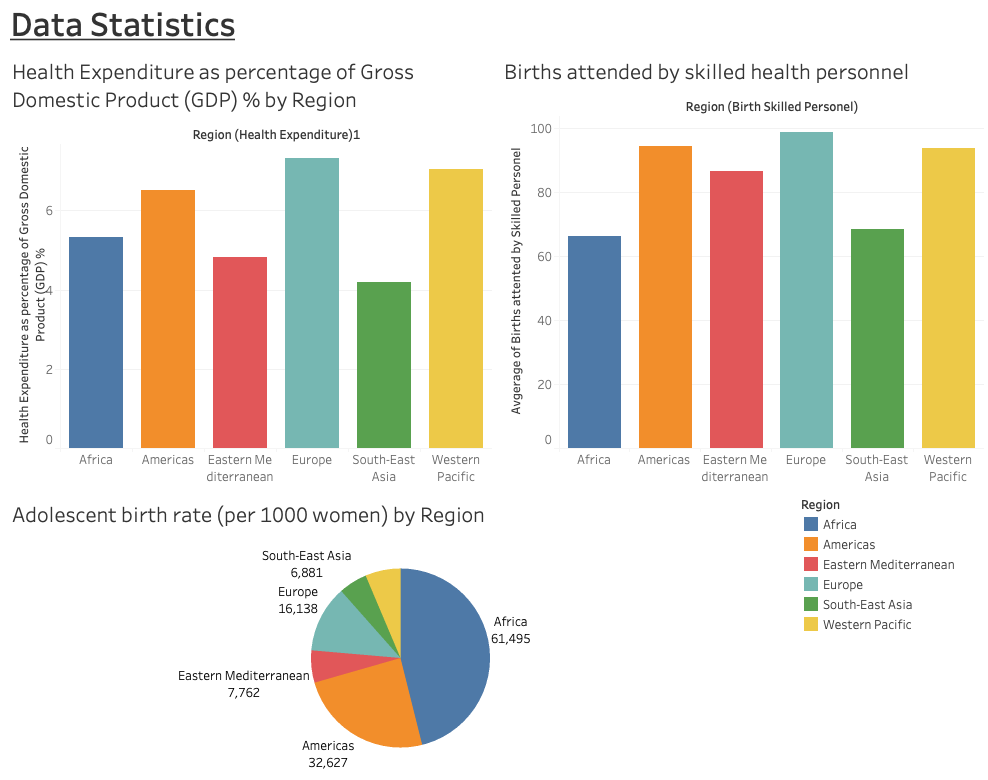 Data Statistics
Health Expenditure as percentage of Gross
Domestic Product (GDP) % by Region
Region (Health Expenditure)1
Health Expenditure as percentage of Gross Domestic
Product (GDP) %
6
4
2
0
Africa
Americas
Eastern Me
diterranean
Europe
South-East
Asia
Western
Pacific
Births attended by skilled health personnel
Region (Birth Skilled Personel)
Avgerage of Births attented by Skilled Personel
100
80
60
40
20
0
Africa
Americas
Eastern Me
diterranean
Europe
South-East
Asia
Western
Pacific
Adolescent birth rate (per 1000 women) by Region
South-East Asia
6,881
Europe
16,138
Africa
61,495
Eastern Mediterranean
7,762
Americas
32,627
Region
Africa
Americas
Eastern Mediterranean
Europe
South-East Asia
Western Pacific